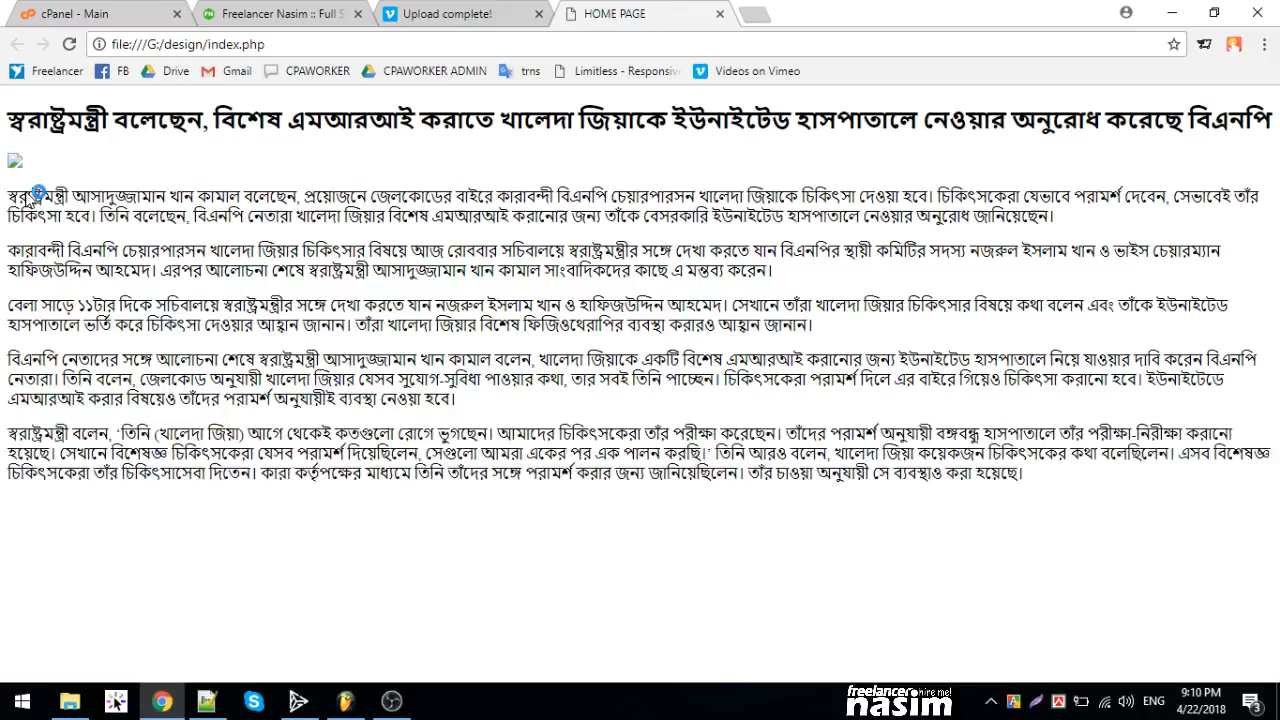 cPanel - Main
Freelancer Nasim :: Full S
Upload complete!
HOME PAGE
file:///G:/design/index.php
Freelancer
FB
Drive
Gmail
CPAWORKER
CPAWORKER ADMIN
trns
Limitless - Responsiv
Videos on Vimeo
স্বরাষ্ট্রমন্ত্রী বলেছেন, বিশেষ এমআরআই করাতে খালেদা জিয়াকে ইউনাইটেড হাসপাতালে নেওয়ার অনুরোধ করেছে বিএনপি
স্বরাষ্ট্রমন্ত্রী আসাদুজ্জামান খান কামাল বলেছেন, প্রয়োজনে জেলকোডের বাইরে কারাবন্দী বিএনপি চেয়ারপারসন খালেদা জিয়াকে চিকিৎসা দেওয়া হবে। চিকিৎসকেরা যেভাবে পরামর্শ দেবেন, সেভাবেই তাঁর
চিকিৎসা হবে। তিনি বলেছেন, বিএনপি নেতারা খালেদা জিয়ার বিশেষ এমআরআই করানোর জন্য তাঁকে বেসরকারি ইউনাইটেড হাসপাতালে নেওয়ার অনুরোধ জানিয়েছেন।
কারাবন্দী বিএনপি চেয়ারপারসন খালেদা জিয়ার চিকিৎসার বিষয়ে আজ রোববার সচিবালয়ে স্বরাষ্ট্রমন্ত্রীর সঙ্গে দেখা করতে যান বিএনপির স্থায়ী কমিটির সদস্য নজরুল ইসলাম খান ও ভাইস চেয়ারম্যান
হাফিজউদ্দিন আহমেদ। এরপর আলোচনা শেষে স্বরাষ্ট্রমন্ত্রী আসাদুজ্জামান খান কামাল সাংবাদিকদের কাছে এ মন্তব্য করেন।
বেলা সাড়ে ১১টার দিকে সচিবালয়ে স্বরাষ্ট্রমন্ত্রীর সঙ্গে দেখা করতে যান নজরুল ইসলাম খান ও হাফিজউদ্দিন আহমেদ। সেখানে তাঁরা খালেদা জিয়ার চিকিৎসার বিষয়ে কথা বলেন এবং তাঁকে ইউনাইটেড
হাসপাতালে ভর্তি করে চিকিৎসা দেওয়ার আহ্বান জানান। তাঁরা খালেদা জিয়ার বিশেষ ফিজিওথেরাপির ব্যবস্থা করারও আহ্বান জানান।
বিএনপি নেতাদের সঙ্গে আলোচনা শেষে স্বরাষ্ট্রমন্ত্রী আসাদুজ্জামান খান কামাল বলেন, খালেদা জিয়াকে একটি বিশেষ এমআরআই করানোর জন্য ইউনাইটেড হাসপাতালে নিয়ে যাওয়ার দাবি করেন বিএনপি
নেতারা। তিনি বলেন, জেলকোড অনুযায়ী খালেদা জিয়ার যেসব সুযোগ-সুবিধা পাওয়ার কথা, তার সবই তিনি পাচ্ছেন। চিকিৎসকেরা পরামর্শ দিলে এর বাইরে গিয়েও চিকিৎসা করানো হবে। ইউনাইটেডে
এমআরআই করার বিষয়েও তাঁদের পরামর্শ অনুযায়ীই ব্যবস্থা নেওয়া হবে।
স্বরাষ্ট্রমন্ত্রী বলেন, ‘তিনি (খালেদা জিয়া) আগে থেকেই কতগুলো রোগে ভুগছেন। আমাদের চিকিৎসকেরা তাঁর পরীক্ষা করেছেন। তাঁদের পরামর্শ অনুযায়ী বঙ্গবন্ধু হাসপাতালে তাঁর পরীক্ষা-নিরীক্ষা করানো
হয়েছে। সেখানে বিশেষজ্ঞ চিকিৎসকেরা যেসব পরামর্শ দিয়েছিলেন, সেগুলো আমরা একের পর এক পালন করছি।’ তিনি আরও বলেন, খালেদা জিয়া কয়েকজন চিকিৎসকের কথা বলেছিলেন। এসব বিশেষজ্ঞ
চিকিৎসকেরা তাঁর চিকিৎসাসেবা দিতেন। কারা কর্তৃপক্ষের মাধ্যমে তিনি তাঁদের সঙ্গে পরামর্শ করার জন্য জানিয়েছিলেন। তাঁর চাওয়া অনুযায়ী সে ব্যবস্থাও করা হয়েছে।
freelancer hire me!
nasim
ENG
9:10 PM
4/22/2018
3